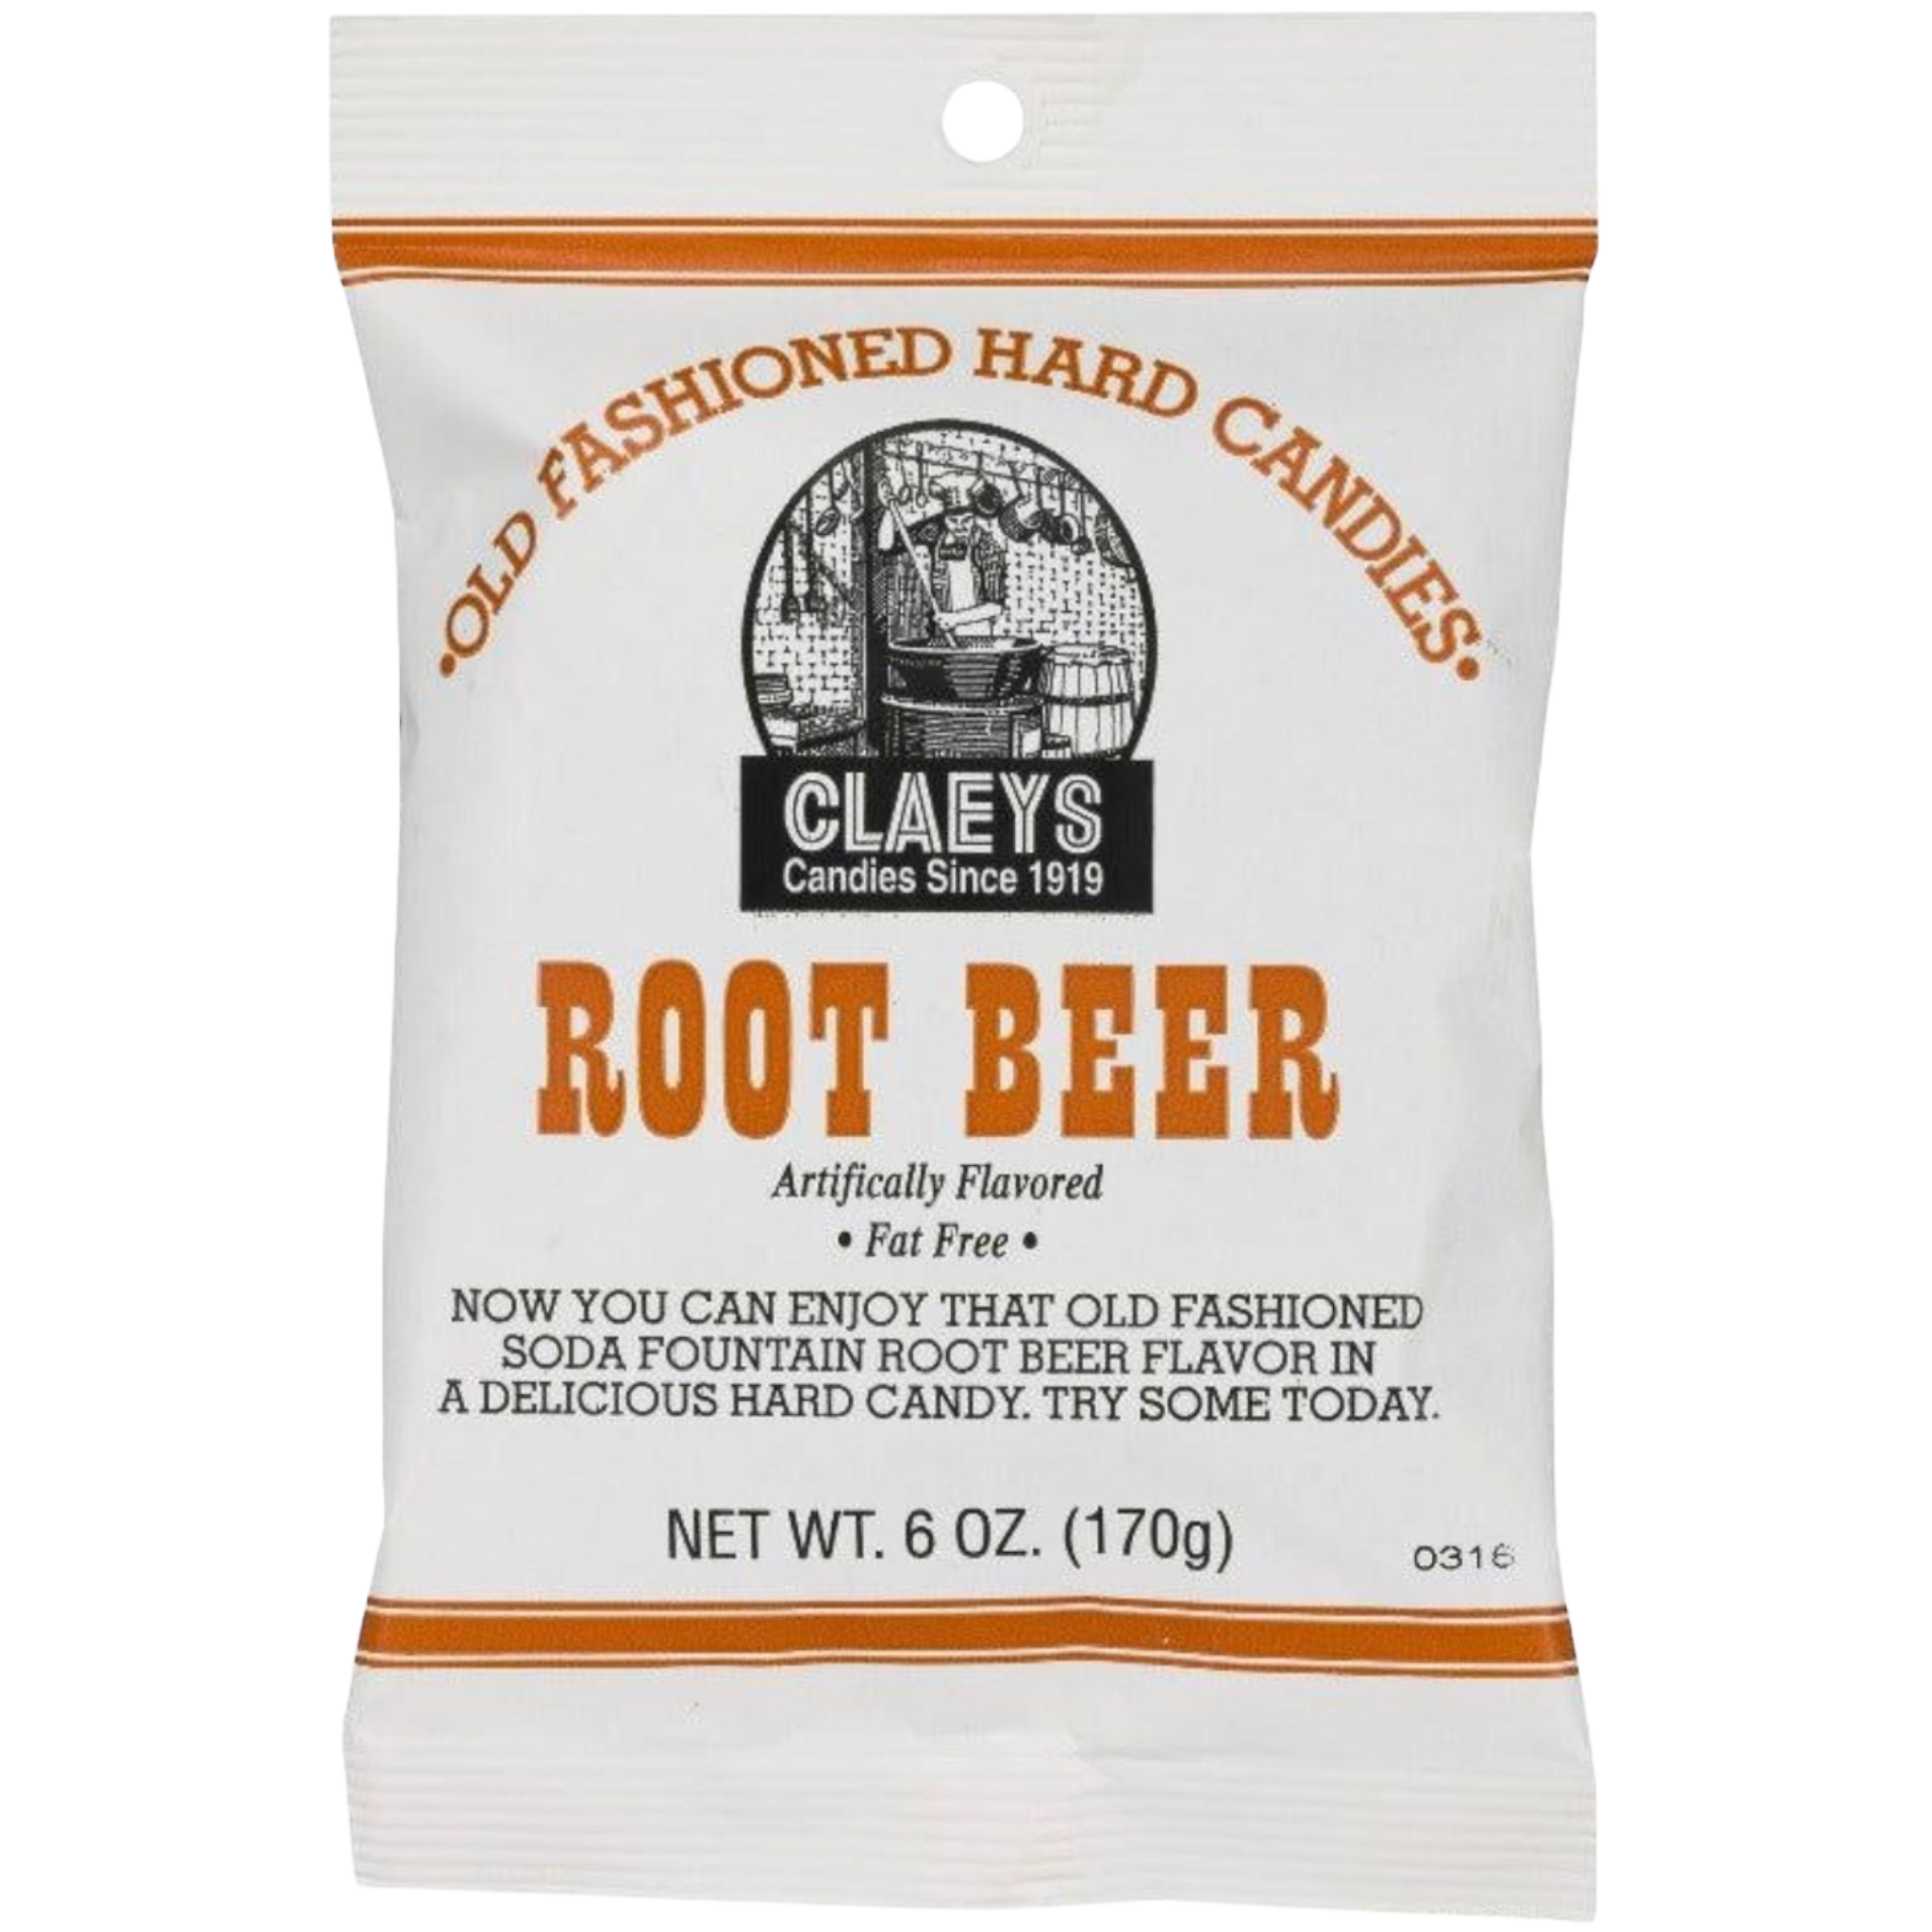 •OLD FASHIONED HARD CANDIES•
CLAEYS
Candies Since 1919
ROOT BEER
Artifically Flavored
• Fat Free •
NOW YOU CAN ENJOY THAT OLD FASHIONED
SODA FOUNTAIN ROOT BEER FLAVOR IN
A DELICIOUS HARD CANDY. TRY SOME TODAY.
NET WT. 6 OZ. (170g)
0316